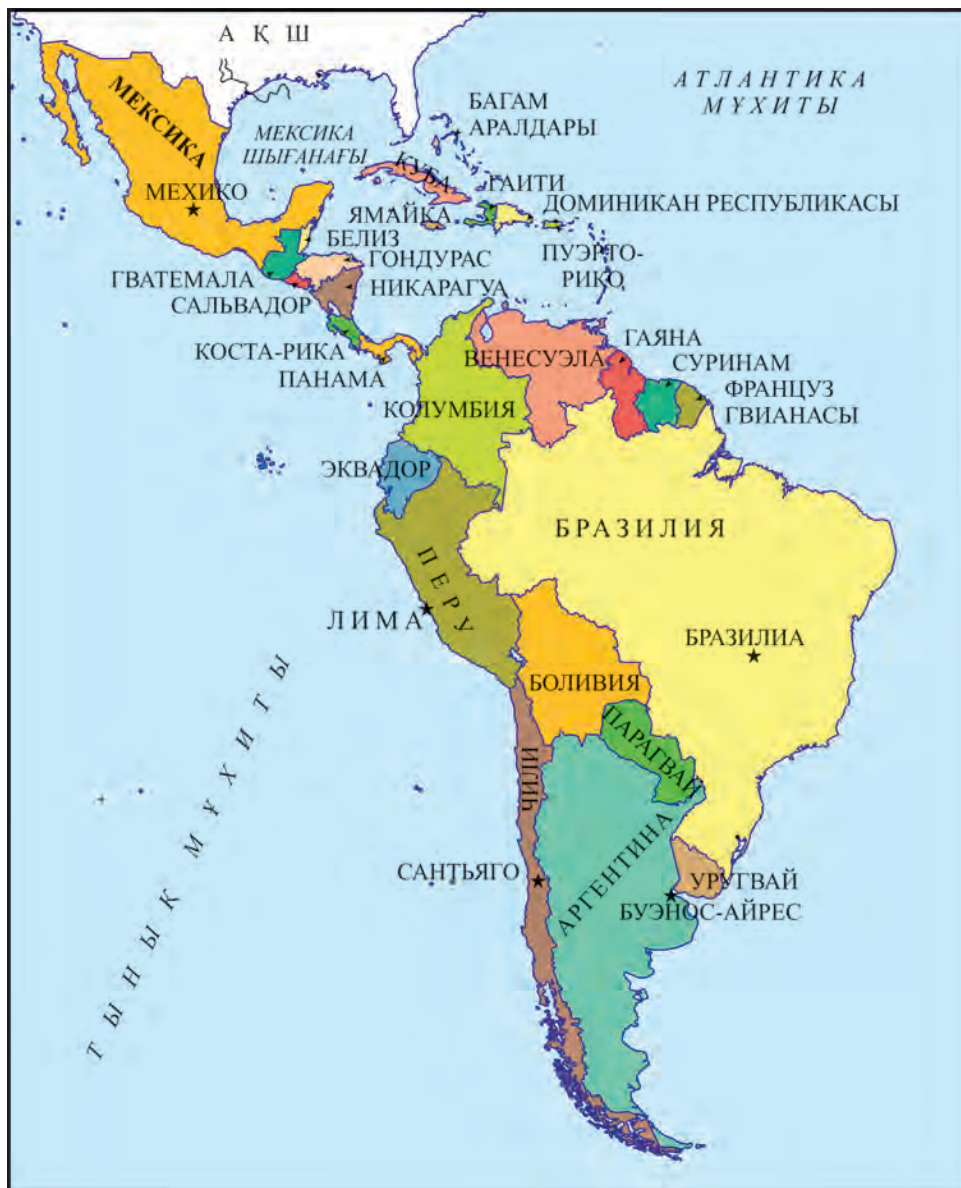 А Қ Ш
АТЛАНТИКА
МҰХИТЫ
МЕКСИКА
БАГАМ
АРАЛДАРЫ
МЕКСИКА
ШЫҒАНАҒЫ
КУБА
МЕХИКО
ГАИТИ
ЯМАЙКА
ДОМИНИКАН РЕСПУБЛИКАСЫ
БЕЛИЗ
ПУЭРТО-
РИКО
ГОНДУРАС
ГВАТЕМАЛА
НИКАРАГУА
САЛЬВАДОР
ГАЯНА
КОСТА-РИКА
ВЕНЕСУЭЛА
СУРИНАМ
ПАНАМА
ФРАНЦУЗ
ГВИАНАСЫ
КОЛУМБИЯ
ЭКВАДОР
БРАЗИЛИЯ
ПЕРУ
ЛИМА
БРАЗИЛИА
БОЛИВИЯ
ПАРАГВАЙ
ЧИЛИ
ТЫНЫҚ МҰХИТЫ
АРГЕНТИНА
САНТЬЯГО
УРУГВАЙ
БУЭНОС-АЙРЕС